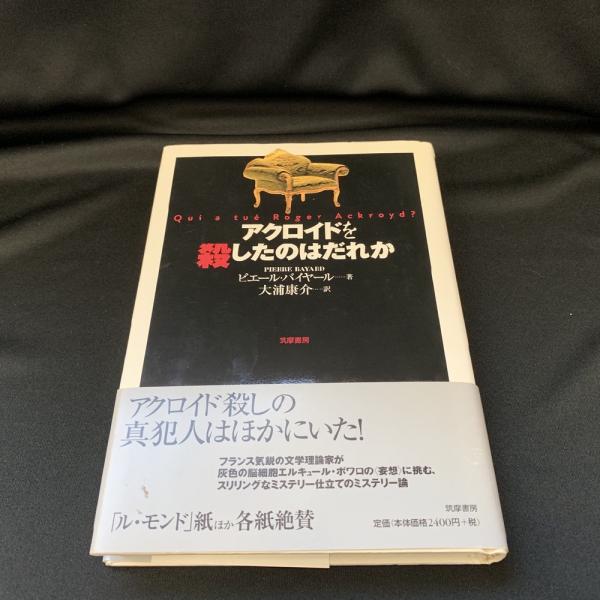 Qui a tué Roger Ackroyd?
アクロイドを
殺したのはだれか
PIERRE BAYARD
ピエール・バイヤール……著
大浦康介……訳
筑摩書房
アクロイド殺しの
真犯人はほかにいた!
フランス気鋭の文学理論家が
灰色の脳細胞エルキュール・ポワロの〈妄想〉に挑む、
スリリングなミステリー仕立てのミステリー論
「ル・モンド」紙ほか各紙絶賛
筑摩書房
定価(本体価格2400円+税)